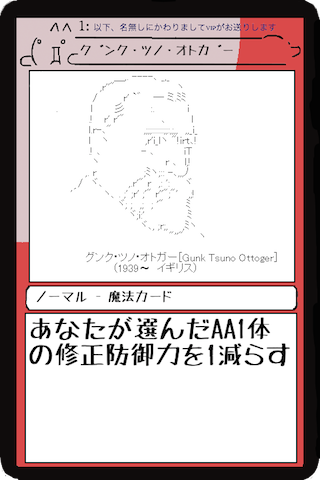 1: 以下、名無しにかわりましてVIPがお送りします
グンク・ツノ・オトガー
グンク・ツノ・オトガー[Gunk Tsuno Ottoger]
(1939～ イギリス)
ノーマル - 魔法カード
あなたが選んだAA1体
の修正防御力を1減らす